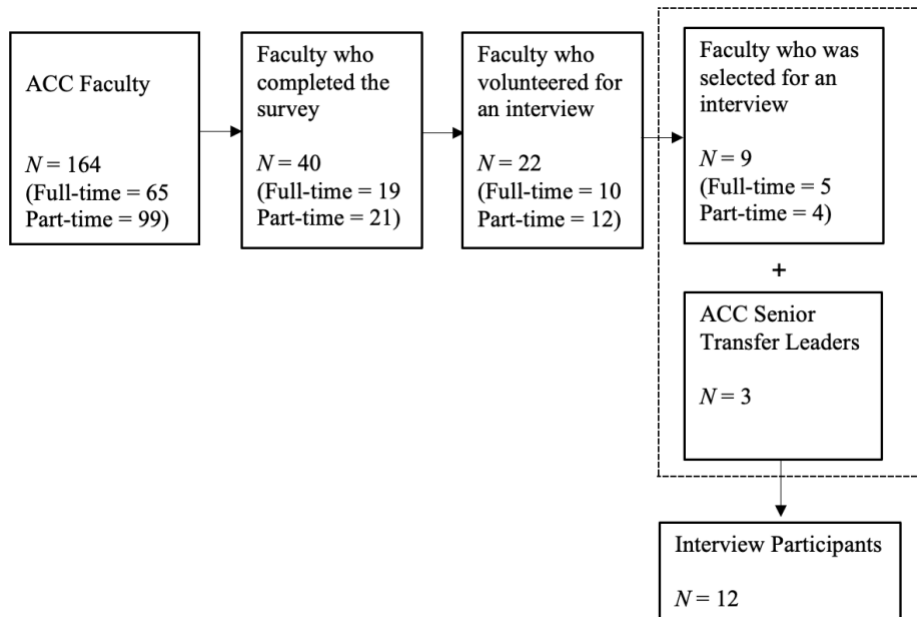 ACC Faculty
N = 164
(Full-time = 65
Part-time = 99)
Faculty who
completed the
survey
N = 40
(Full-time = 19
Part-time = 21)
Faculty who
volunteered for
an interview
N = 22
(Full-time = 10
Part-time = 12)
Faculty who was
selected for an
interview
N = 9
(Full-time = 5
Part-time = 4)
+
ACC Senior
Transfer Leaders
N = 3
Interview Participants
N = 12